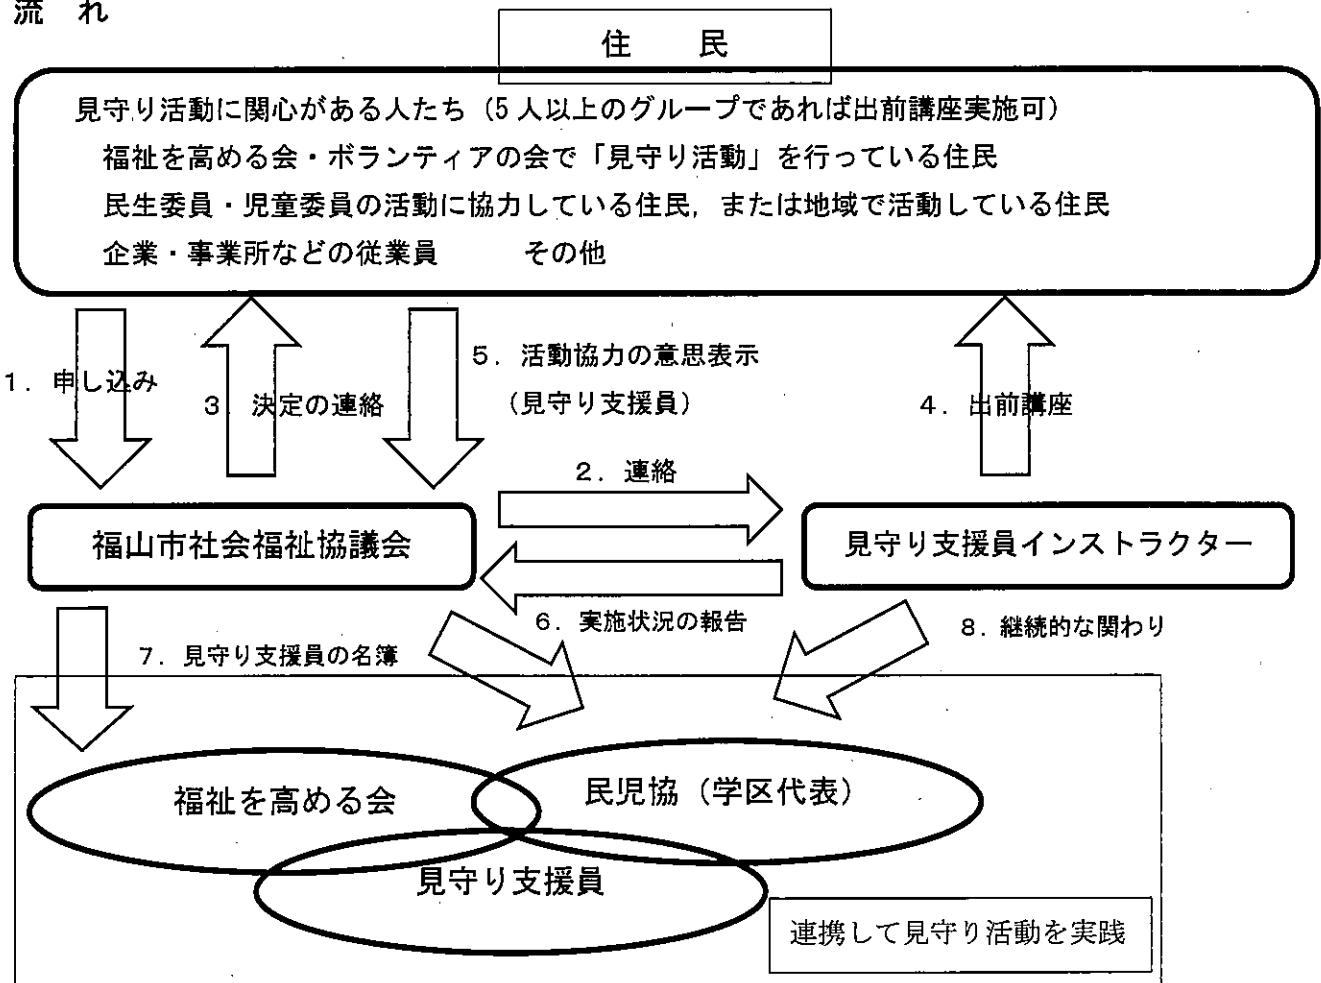 流 れ
住 民
見守り活動に関心がある人たち（5人以上のグループであれば出前講座実施可）
福祉を高める会・ボランティアの会で「見守り活動」を行っている住民
民生委員・児童委員の活動に協力している住民，または地域で活動している住民
企業・事業所などの従業員 その他
1．申し込み
3．決定の連絡
5．活動協力の意思表示
（見守り支援員）
4．出前講座
2．連絡
福山市社会福祉協議会
見守り支援員インストラクター
6．実施状況の報告
7．見守り支援員の名簿
8．継続的な関わり
福祉を高める会
民児協（学区代表）
見守り支援員
連携して見守り活動を実践